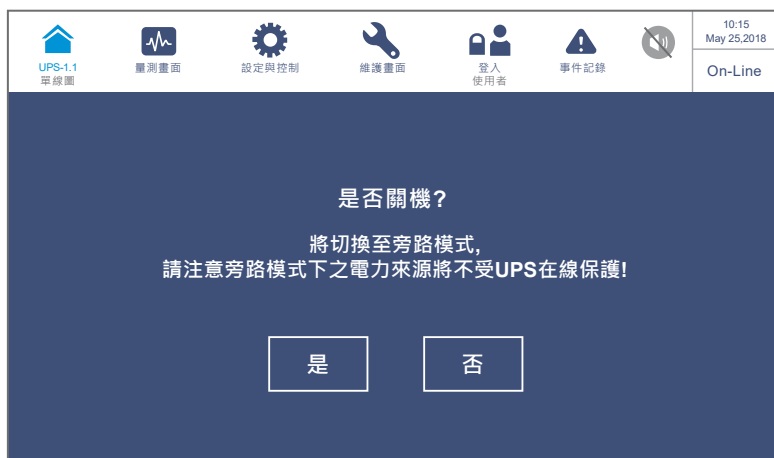 UPS-1.1
單線圖
量測畫面
設定與控制
維護畫面
登入
使用者
事件記錄
10:15
May 25,2018
On-Line
是否關機?
將切換至旁路模式,
請注意旁路模式下之電力來源將不受UPS在線保護!
是
否